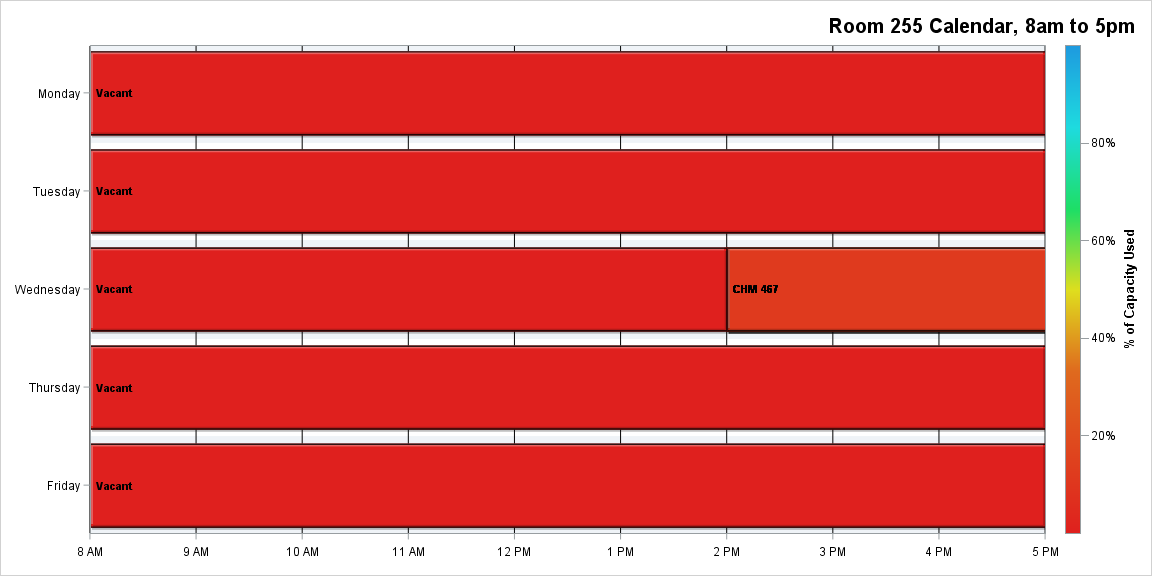 Room 255 Calendar, 8am to 5pm
Monday
Vacant
Tuesday
Vacant
Wednesday
Vacant
CHM 467
Thursday
Vacant
Friday
Vacant
8 AM 9 AM 10 AM 11 AM 12 PM 1 PM 2 PM 3 PM 4 PM 5 PM
80%
60%
40%
20%
% of Capacity Used